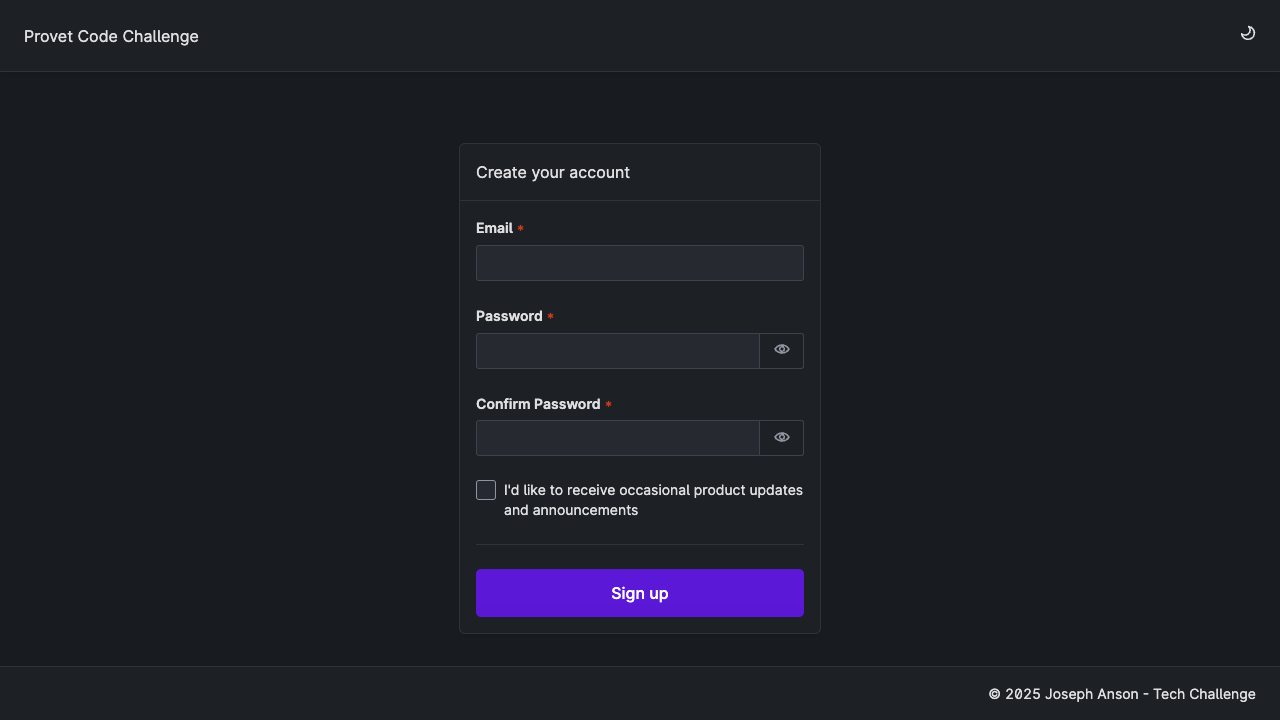 Provet Code Challenge
Create your account
Email *
Password *
Confirm Password *
I'd like to receive occasional product updates
and announcements
Sign up
© 2025 Joseph Anson - Tech Challenge